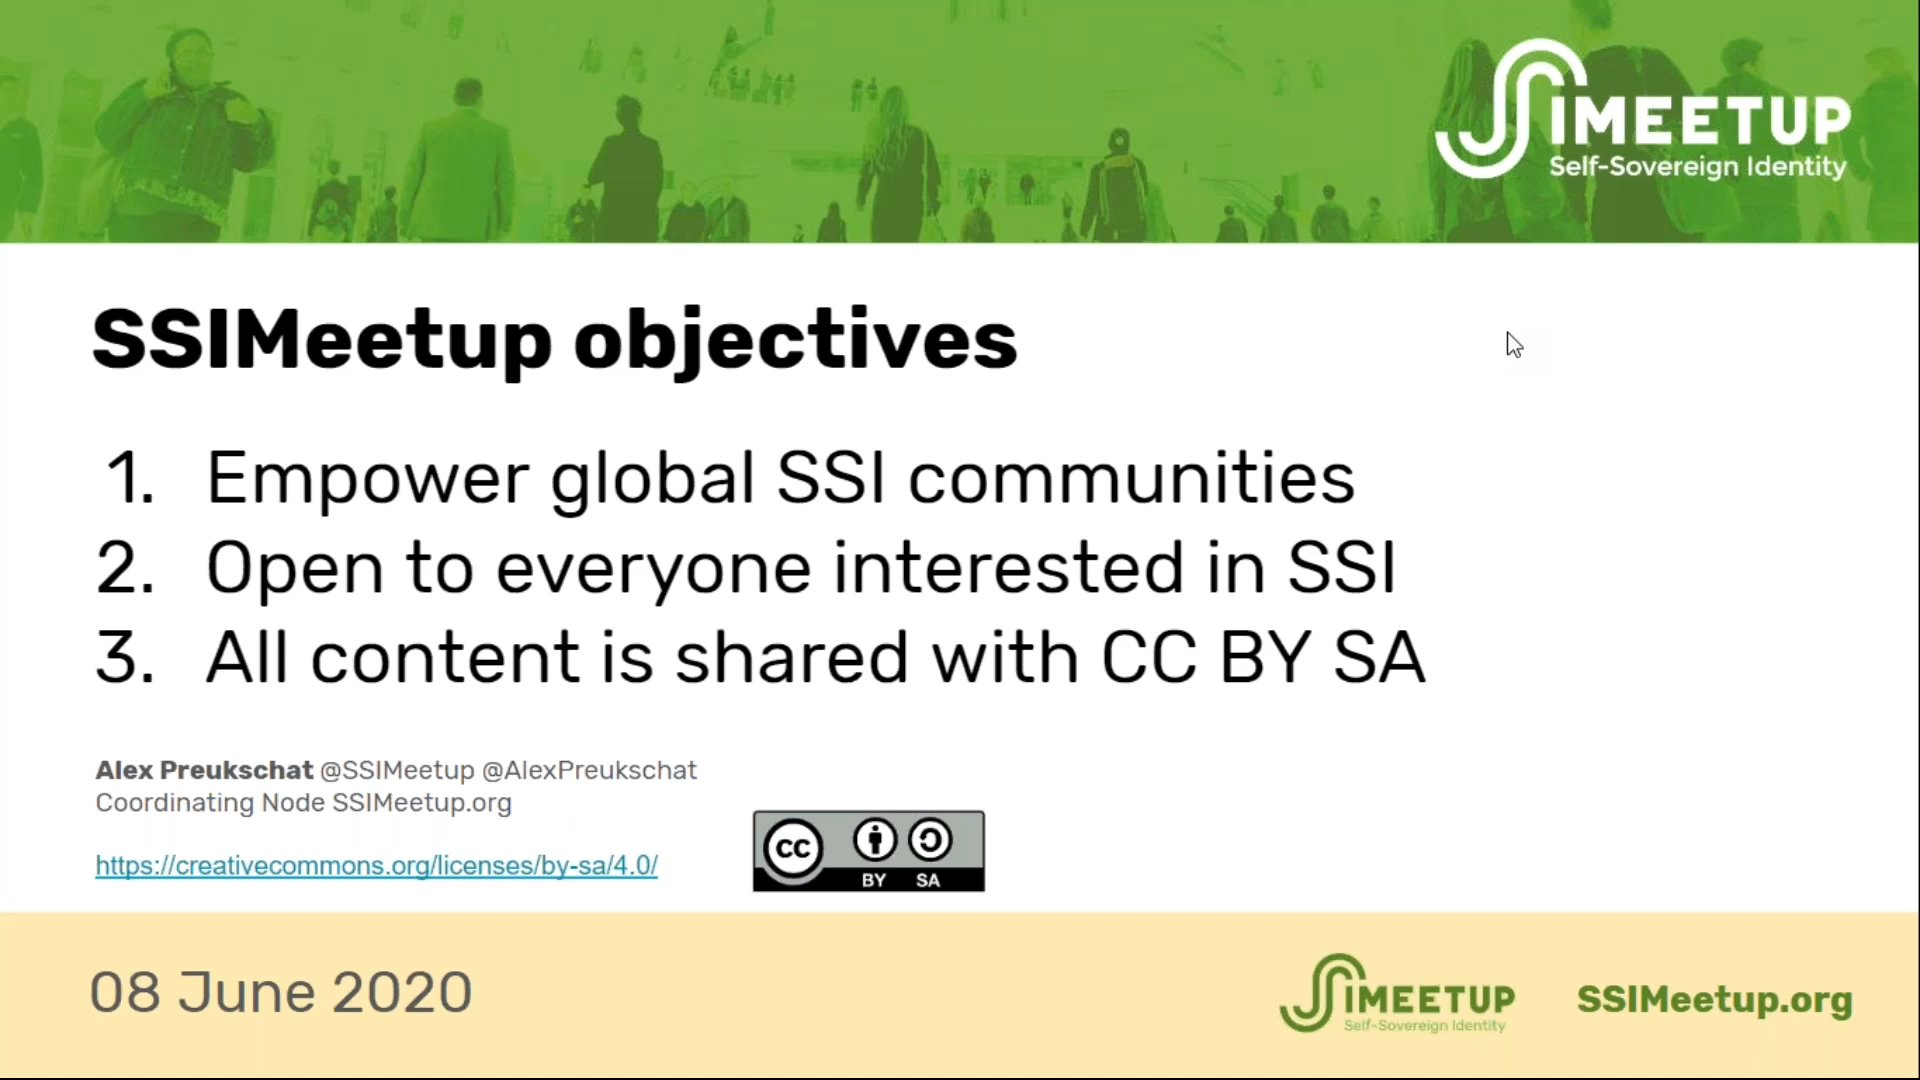 SSIMEETUP
Self-Sovereign Identity
SSIMeetup objectives
1. Empower global SSI communities
2. Open to everyone interested in SSI
3. All content is shared with CC BY SA
Alex Preukschat @SSIMeetup @AlexPreukschat
Coordinating Node SSIMeetup.org
https://creativecommons.org/licenses/by-sa/4.0/
CC
BY SA
08 June 2020
SSIMEETUP
Self-Sovereign Identity
SSIMeetup.org